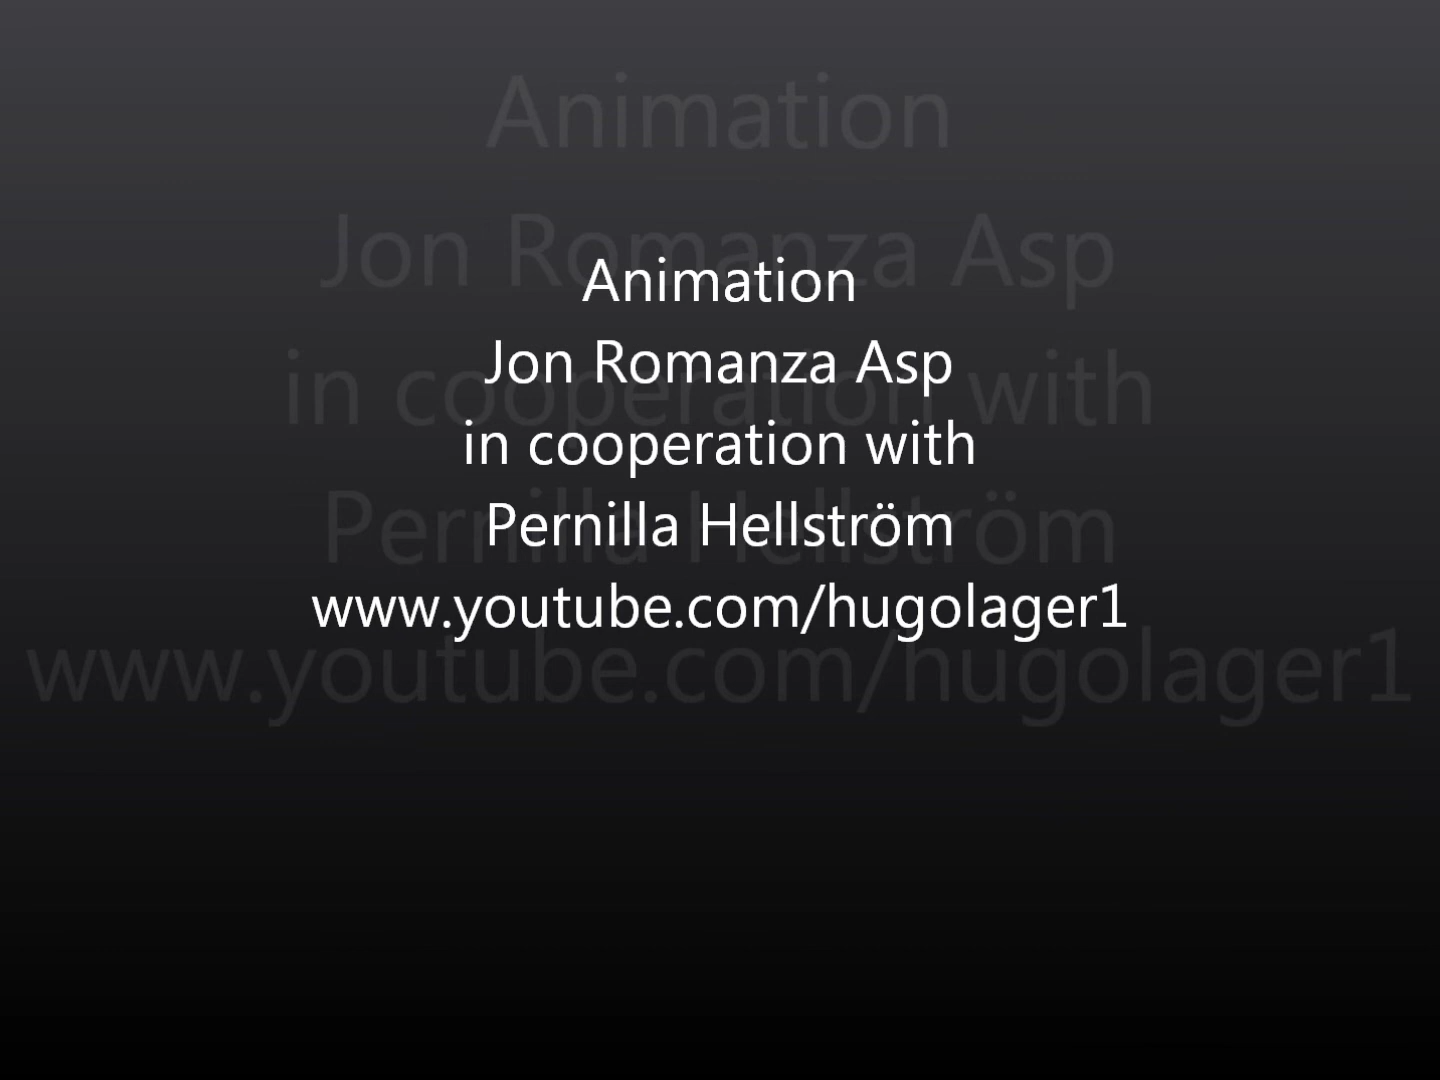 Animation
Jon Romanza Asp
in cooperation with
Pernilla Hellström
www.youtube.com/hugolager1